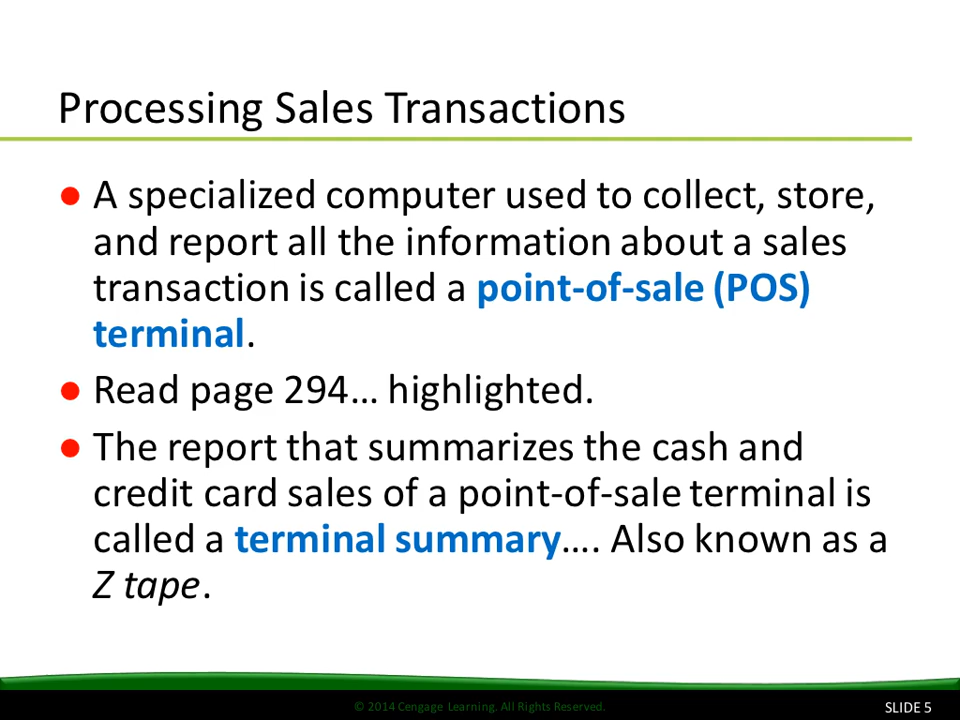 Processing Sales Transactions
● A specialized computer used to collect, store,
and report all the information about a sales
transaction is called a point-of-sale (POS)
terminal.
● Read page 294… highlighted.
● The report that summarizes the cash and
credit card sales of a point-of-sale terminal is
called a terminal summary…. Also known as a
Z tape.
© 2014 Cengage Learning. All Rights Reserved.
SLIDE 5